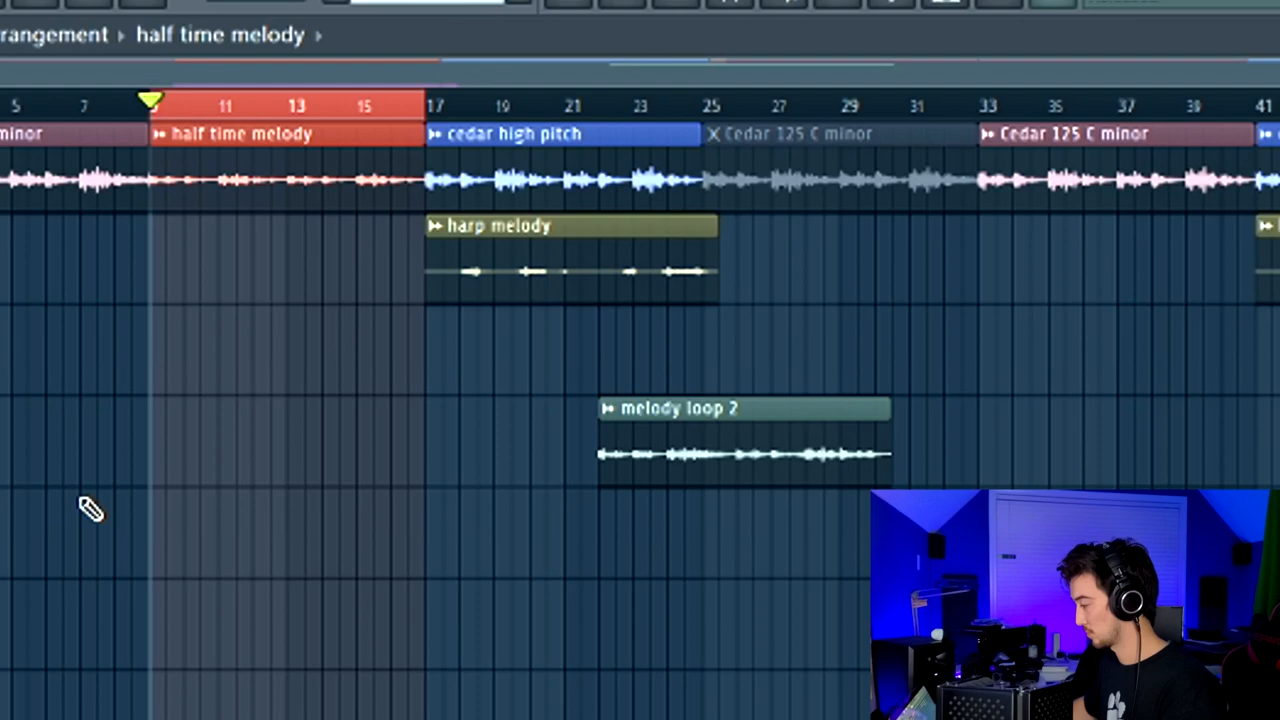 rangement › half time melody ›
5 7 11 13 15 17 19 21 23 25 27 29 31 33 35 37 39 41
minor half time melody cedar high pitch Cedar 125 C minor Cedar 125 C minor
harp melody
melody loop 2